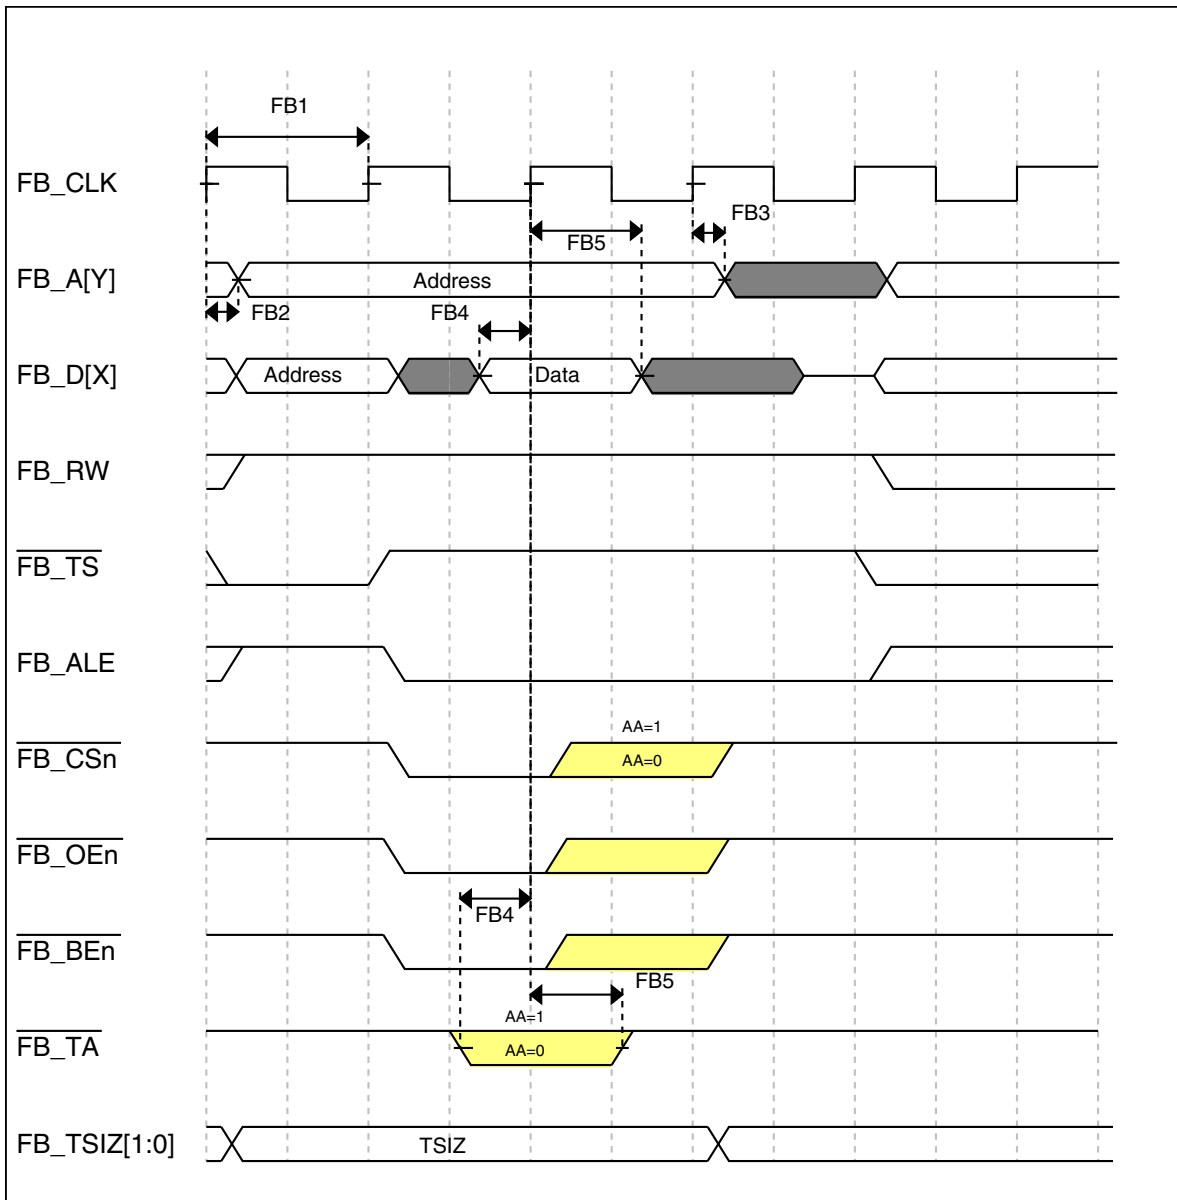 FB1
FB_CLK
FB3
FB5
FB_A[Y]
Address
FB2
FB4
FB_D[X]
Address
Data
FB_RW
FB_TS
FB_ALE
AA=1
FB_CSn
AA=0
FB_OEn
FB4
FB_BEn
FB5
AA=1
FB_TA
AA=0
FB_TSIZ[1:0]
TSIZ